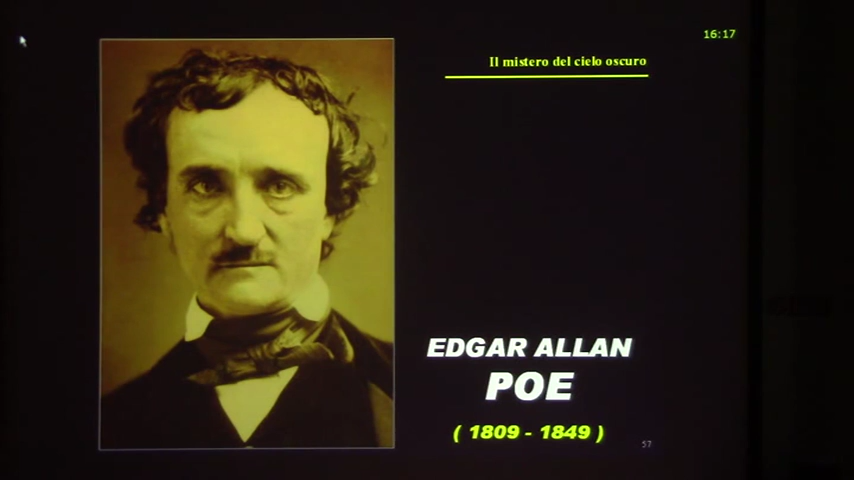 16:17
Il mistero del cielo oscuro
EDGAR ALLAN
POE
( 1809 - 1849 )
57